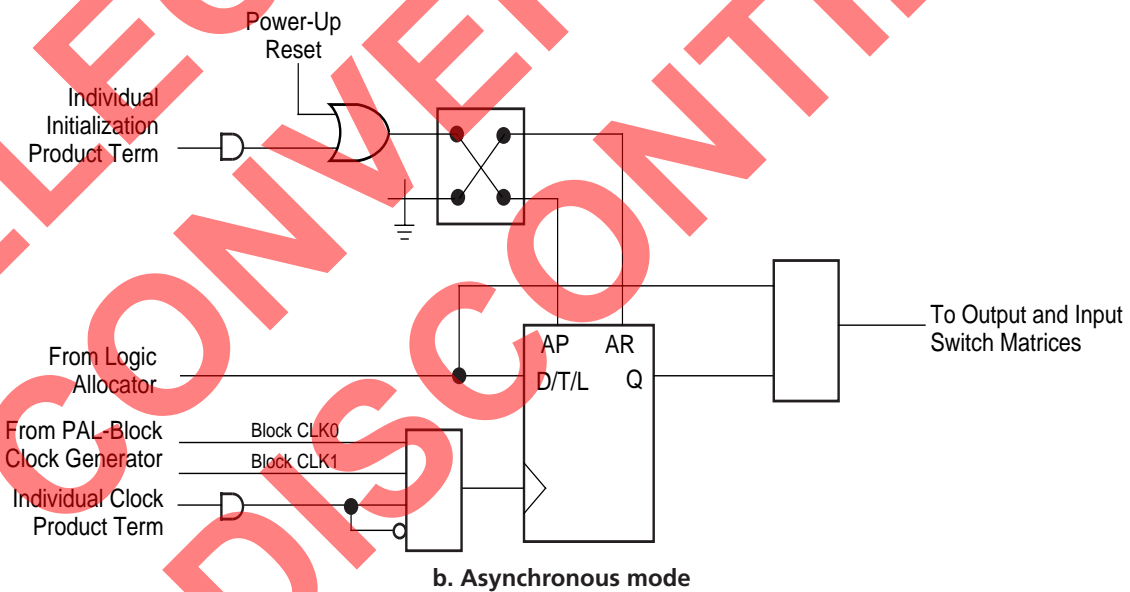 Power-Up
Reset
Individual
Initialization
Product Term
AP
AR
D/T/L
Q
To Output and Input
Switch Matrices
From Logic
Allocator
From PAL-Block
Clock Generator
Block CLK0
Block CLK1
Individual Clock
Product Term
b. Asynchronous mode